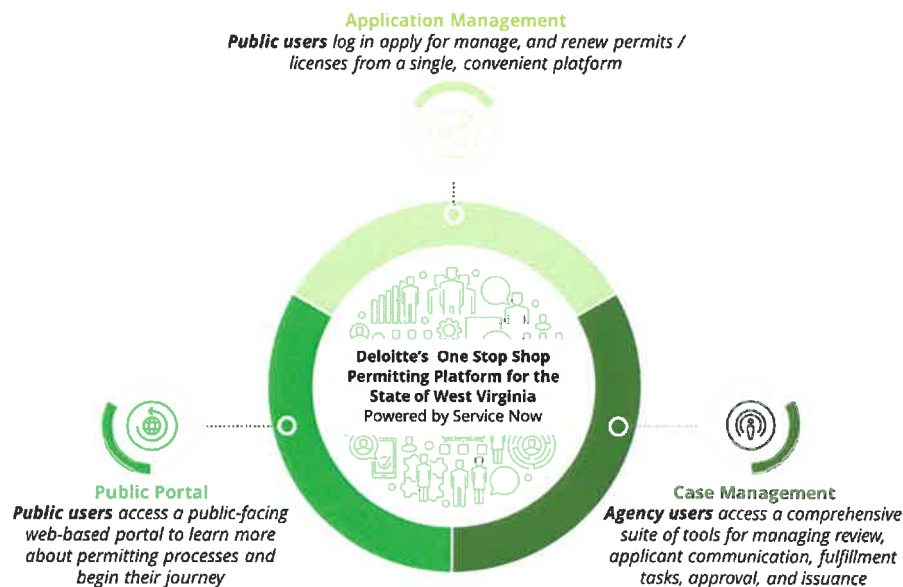 Application Management
Public users log in apply for manage, and renew permits /
licenses from a single, convenient platform
Deloitte's One Stop Shop
Permitting Platform for the
State of West Virginia
Powered by Service Now
Public Portal
Public users access a public-facing
web-based portal to learn more
about permitting processes and
begin their journey
Case Management
Agency users access a comprehensive
suite of tools for managing review,
applicant communication, fulfillment
tasks, approval, and issuance